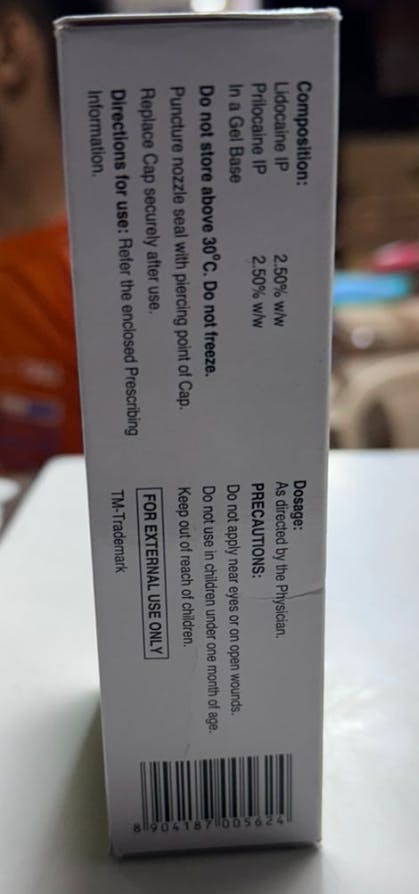 Composition:
Lidocaine IP 2.50% w/w
Prilocaine IP 2.50% w/w
In a Gel Base
Do not store above 30°C. Do not freeze.
Puncture nozzle seal with piercing point of Cap.
Replace Cap securely after use.
Directions for use: Refer the enclosed Prescribing
Information.
Dosage:
As directed by the Physician.
PRECAUTIONS:
Do not apply near eyes or on open wounds.
Do not use in children under one month of age.
Keep out of reach of children.
FOR EXTERNAL USE ONLY
TM-Trademark
8 904187 005624